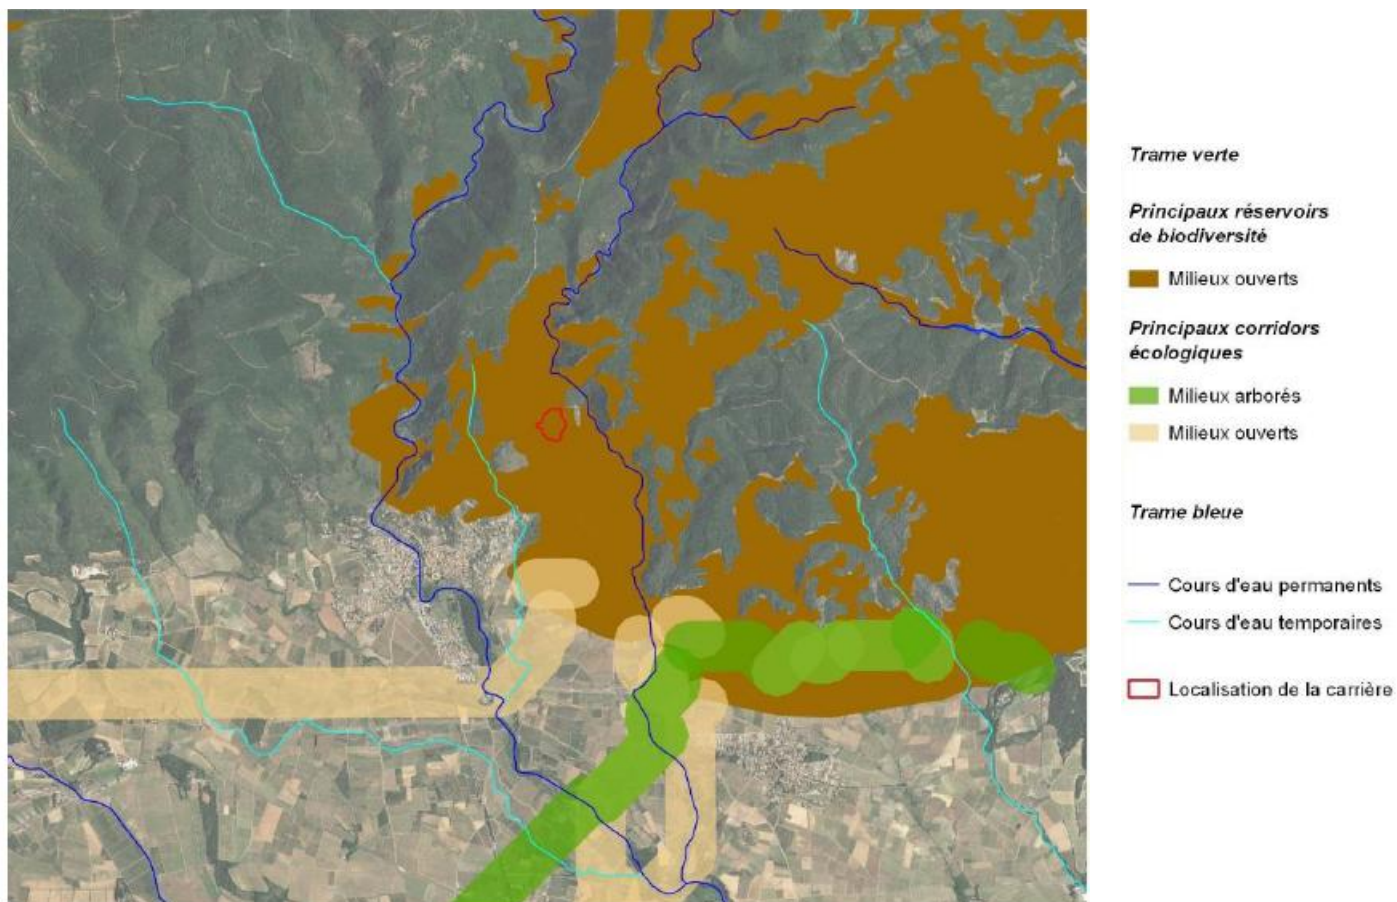 Trame verte
Principaux réservoirs
de biodiversité
Milieux ouverts
Principaux corridors
écologiques
Milieux arborés
Milieux ouverts
Trame bleue
Cours d'eau permanents
Cours d'eau temporaires
Localisation de la carrière